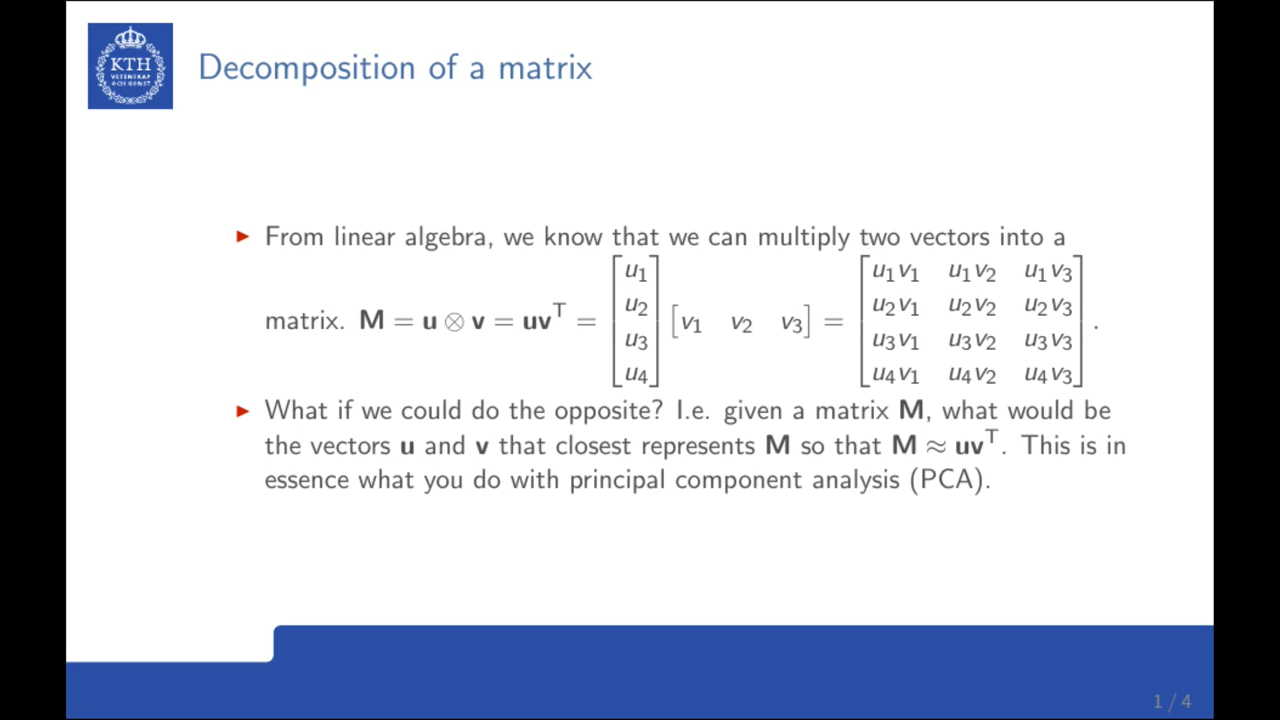 KTH
VETENSKAP
OCH KONST
Decomposition of a matrix
▶ From linear algebra, we know that we can multiply two vectors into a
matrix. M = u ⊗ v = uvᵀ = [u₁ u₂ u₃ u₄] [v₁ v₂ v₃] = [u₁v₁ u₁v₂ u₁v₃ u₂v₁ u₂v₂ u₂v₃ u₃v₁ u₃v₂ u₃v₃ u₄v₁ u₄v₂ u₄v₃].
▶ What if we could do the opposite? I.e. given a matrix M, what would be
the vectors u and v that closest represents M so that M ≈ uvᵀ. This is in
essence what you do with principal component analysis (PCA).
1 / 4